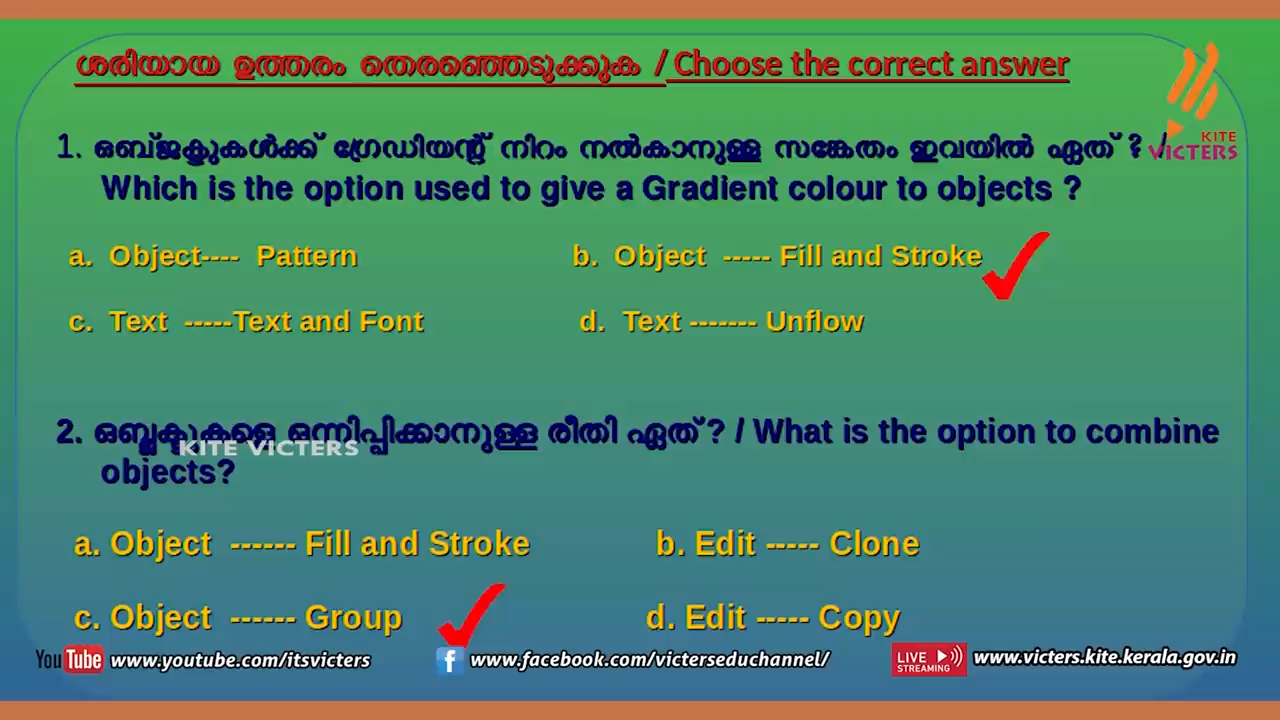 ശരിയായ ഉത്തരം തെരഞ്ഞെടുക്കുക / Choose the correct answer
1. ഒബ്ജക്ടുകൾക്ക് ഗ്രേഡിയന്റ് നിറം നൽകാനുള്ള സങ്കേതം ഇവയിൽ ഏത് ? /
Which is the option used to give a Gradient colour to objects ?
a. Object---- Pattern b. Object ----- Fill and Stroke
c. Text -----Text and Font d. Text ------- Unflow
2. ഒബ്ജക്ടുകളെ ഒന്നിപ്പിക്കാനുള്ള രീതി ഏത് ? / What is the option to combine
objects?
a. Object ------ Fill and Stroke b. Edit ----- Clone
c. Object ------ Group d. Edit ----- Copy
KITE
VICTERS
KITE VICTERS
YouTube www.youtube.com/itsvicters f www.facebook.com/victerseduchannel/ LIVE STREAMING www.victers.kite.kerala.gov.in